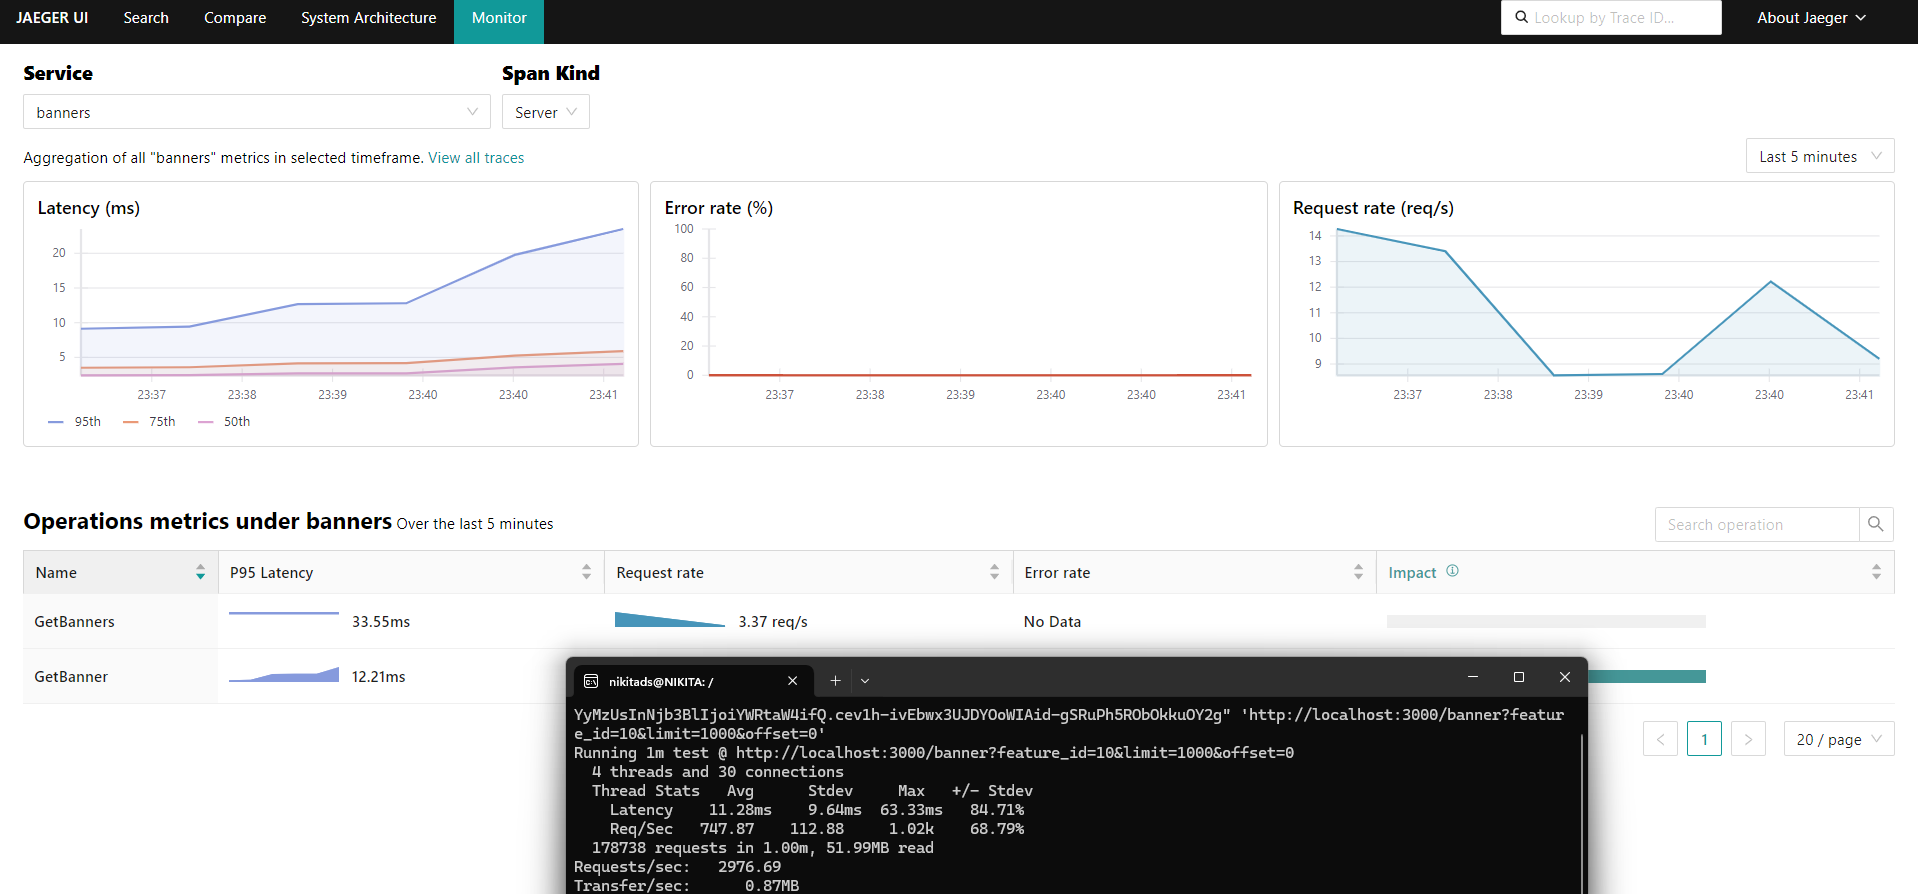 JAEGER UI Search Compare System Architecture Monitor Lookup by Trace ID... About Jaeger
Service Span Kind
banners Server
Aggregation of all "banners" metrics in selected timeframe. View all traces Last 5 minutes
Latency (ms)
20
15
10
5
23:37 23:38 23:39 23:40 23:40 23:41
95th 75th 50th
Error rate (%)
100
80
60
40
20
0
23:37 23:38 23:39 23:40 23:40 23:41
Request rate (req/s)
14
13
12
11
10
9
23:37 23:38 23:39 23:40 23:40 23:41
Operations metrics under banners Over the last 5 minutes Search operation
Name P95 Latency Request rate Error rate Impact
GetBanners 33.55ms 3.37 req/s No Data
GetBanner 12.21ms
1 20 / page
nikitads@NIKITA: /
YyMzUsInNjb3BlIjoiYWRtaW4ifQ.cev1h-ivEbwx3UJDYOoWIAid-gSRuPh5RObOkkuOY2g" 'http://localhost:3000/banner?featur
e_id=10&limit=1000&offset=0'
Running 1m test @ http://localhost:3000/banner?feature_id=10&limit=1000&offset=0
4 threads and 30 connections
Thread Stats Avg Stdev Max +/- Stdev
Latency 11.28ms 9.64ms 63.33ms 84.71%
Req/Sec 747.87 112.88 1.02k 68.79%
178738 requests in 1.00m, 51.99MB read
Requests/sec: 2976.69
Transfer/sec: 0.87MB